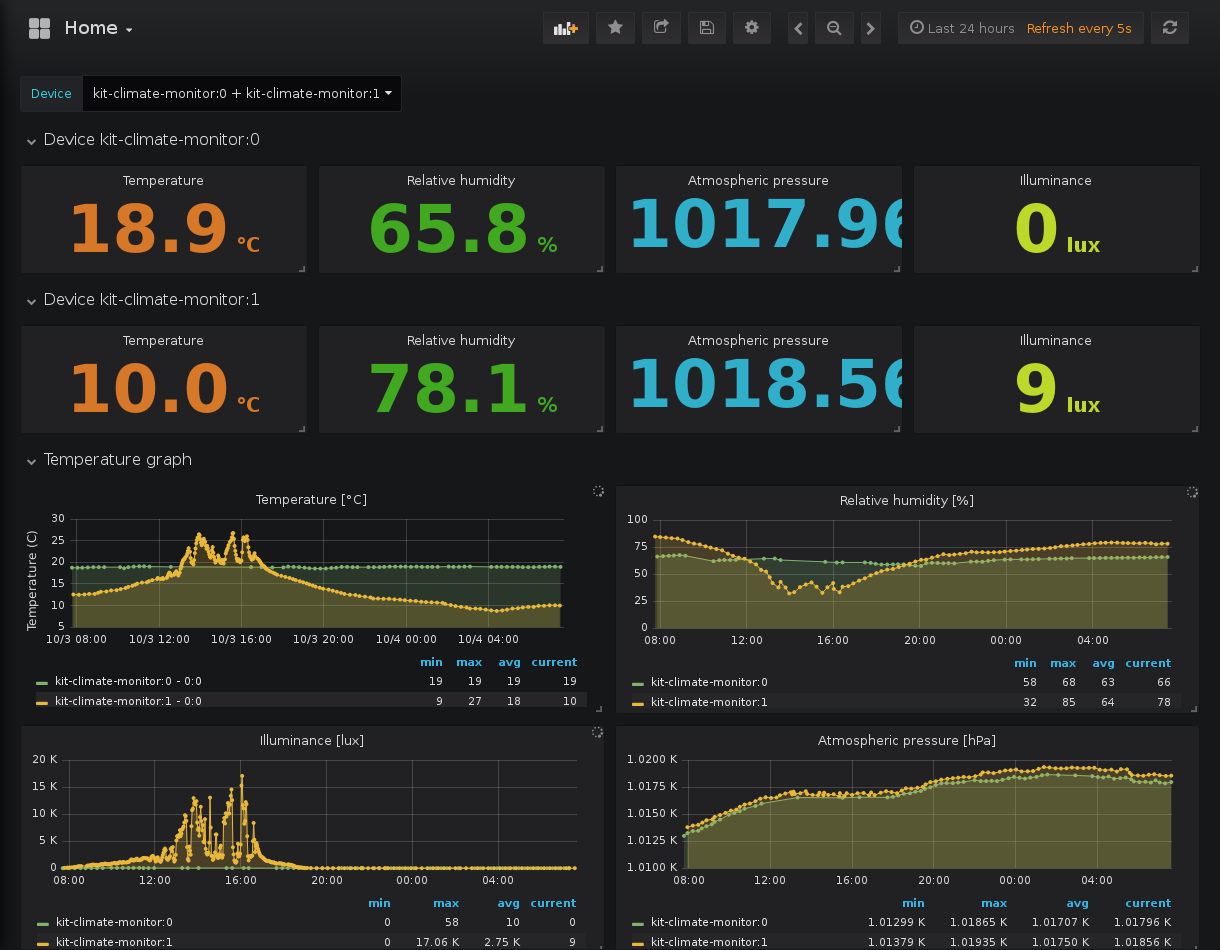 Home
Last 24 hours Refresh every 5s
Device kit-climate-monitor:0 + kit-climate-monitor:1
Device kit-climate-monitor:0
Temperature Relative humidity Atmospheric pressure Illuminance
18.9 °C 65.8 % 1017.96 0 lux
Device kit-climate-monitor:1
Temperature Relative humidity Atmospheric pressure Illuminance
10.0 °C 78.1 % 1018.56 9 lux
Temperature graph
Temperature [°C]
Temperature (C)
30
25
20
15
10
5
10/3 08:00 10/3 12:00 10/3 16:00 10/3 20:00 10/4 00:00 10/4 04:00
min max avg current
kit-climate-monitor:0 - 0:0 19 19 19 19
kit-climate-monitor:1 - 0:0 9 27 18 10
Relative humidity [%]
100
75
50
25
0
08:00 12:00 16:00 20:00 00:00 04:00
min max avg current
kit-climate-monitor:0 58 68 63 66
kit-climate-monitor:1 32 85 64 78
Illuminance [lux]
20 K
15 K
10 K
5 K
0
08:00 12:00 16:00 20:00 00:00 04:00
min max avg current
kit-climate-monitor:0 0 58 10 0
kit-climate-monitor:1 0 17.06 K 2.75 K 9
Atmospheric pressure [hPa]
1.0200 K
1.0175 K
1.0150 K
1.0125 K
1.0100 K
08:00 12:00 16:00 20:00 00:00 04:00
min max avg current
kit-climate-monitor:0 1.01299 K 1.01865 K 1.01707 K 1.01796 K
kit-climate-monitor:1 1.01379 K 1.01935 K 1.01750 K 1.01856 K